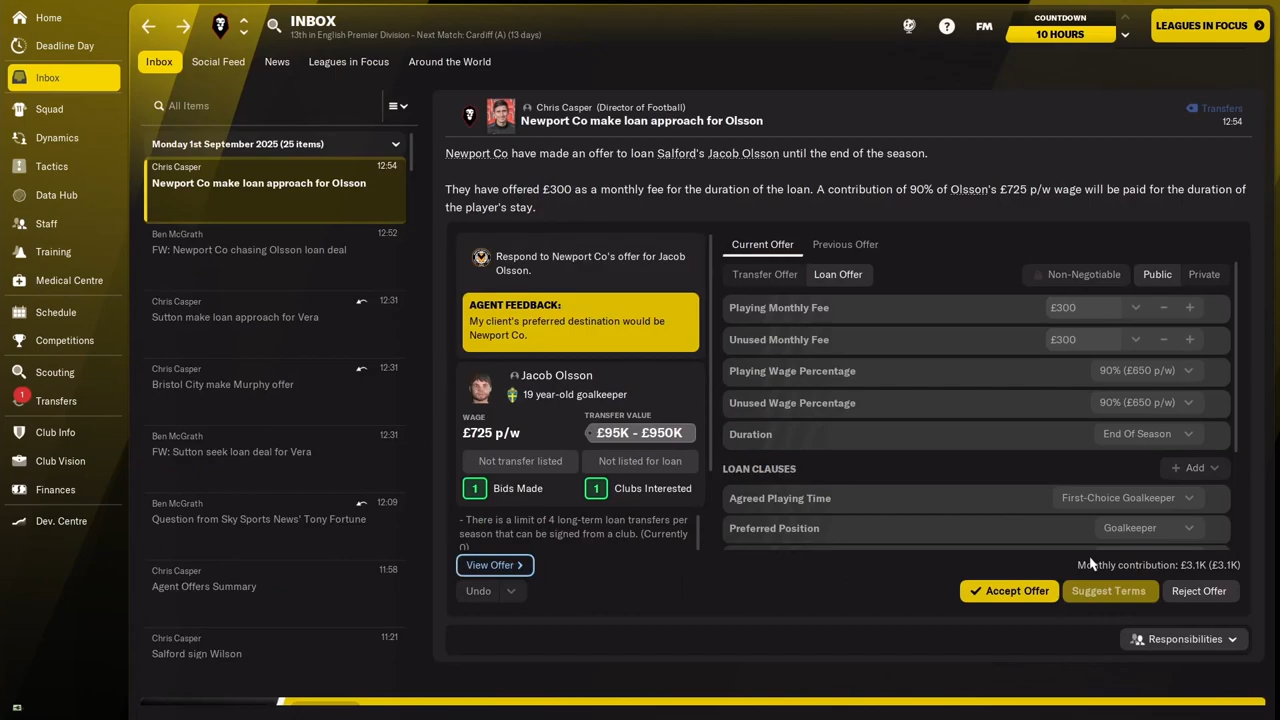 Home
Deadline Day
Inbox
Squad
Dynamics
Tactics
Data Hub
Staff
Training
Medical Centre
Schedule
Competitions
Scouting
1
Transfers
Club Info
Club Vision
Finances
Dev. Centre
INBOX
13th in English Premier Division - Next Match: Cardiff (A) (13 days)
FM
COUNTDOWN
10 HOURS
LEAGUES IN FOCUS
Inbox
Social Feed
News
Leagues in Focus
Around the World
All Items
Monday 1st September 2025 (25 items)
Chris Casper
12:54
Newport Co make loan approach for Olsson
Ben McGrath
12:52
FW: Newport Co chasing Olsson loan deal
Chris Casper
12:31
Sutton make loan approach for Vera
Chris Casper
12:31
Bristol City make Murphy offer
Ben McGrath
12:31
FW: Sutton seek loan deal for Vera
Ben McGrath
12:09
Question from Sky Sports News' Tony Fortune
Chris Casper
11:58
Agent Offers Summary
Chris Casper
11:21
Salford sign Wilson
Chris Casper (Director of Football)
Newport Co make loan approach for Olsson
Transfers
12:54
Newport Co have made an offer to loan Salford's Jacob Olsson until the end of the season.
They have offered £300 as a monthly fee for the duration of the loan. A contribution of 90% of Olsson's £725 p/w wage will be paid for the duration of
the player's stay.
Respond to Newport Co's offer for Jacob
Olsson.
AGENT FEEDBACK:
My client's preferred destination would be
Newport Co.
Jacob Olsson
19 year-old goalkeeper
WAGE
£725 p/w
TRANSFER VALUE
£95K - £950K
Not transfer listed
Not listed for loan
1 Bids Made
1 Clubs Interested
- There is a limit of 4 long-term loan transfers per
season that can be signed from a club. (Currently
0)
View Offer
Undo
Current Offer
Previous Offer
Transfer Offer
Loan Offer
Non-Negotiable
Public
Private
Playing Monthly Fee
£300
Unused Monthly Fee
£300
Playing Wage Percentage
90% (£650 p/w)
Unused Wage Percentage
90% (£650 p/w)
Duration
End Of Season
LOAN CLAUSES
Add
Agreed Playing Time
First-Choice Goalkeeper
Preferred Position
Goalkeeper
Monthly contribution: £3.1K (£3.1K)
Accept Offer
Suggest Terms
Reject Offer
Responsibilities